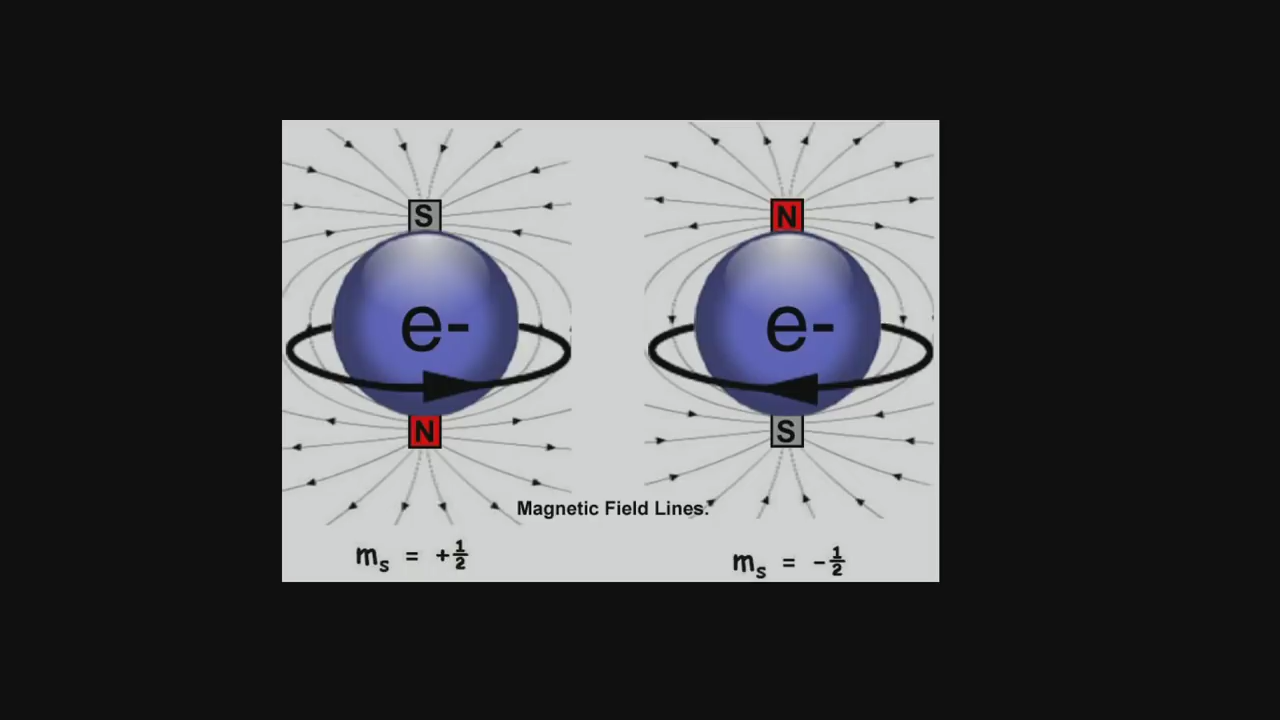 S
N
e-
e-
N
S
Magnetic Field Lines.
mₛ = +½
mₛ = -½